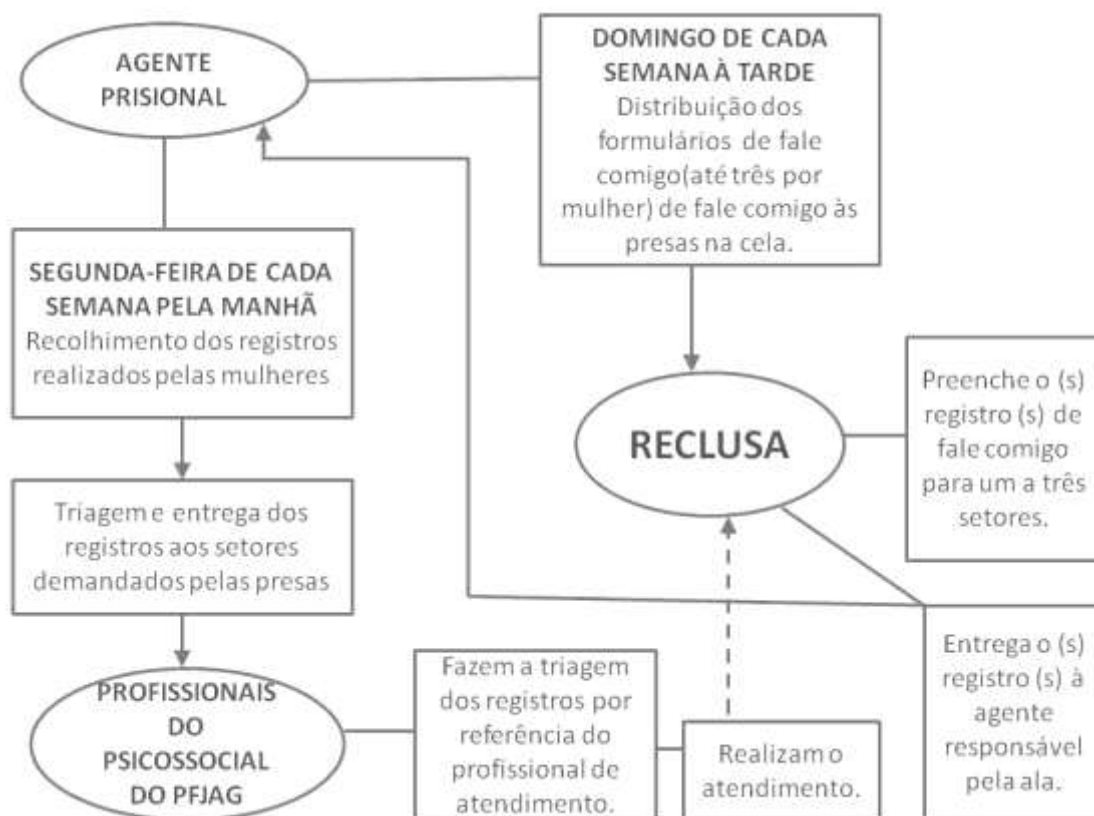 AGENTE
PRISIONAL
DOMINGO DE CADA
SEMANA À TARDE
Distribuição dos
formulários de fale
comigo(até três por
mulher) de fale comigo às
presas na cela.
SEGUNDA-FEIRA DE CADA
SEMANA PELA MANHÃ
Recolhimento dos registros
realizados pelas mulheres
RECLUSA
Preenche o (s)
registro (s) de
fale comigo
para um a três
setores.
Triagem e entrega dos
registros aos setores
demandados pelas presas
PROFISSIONAIS
DO
PSICOSSOCIAL
DO PFJAG
Fazem a triagem
dos registros por
referência do
profissional de
atendimento.
Realizam o
atendimento.
Entrega o (s)
registro (s) à
agente
responsável
pela ala.